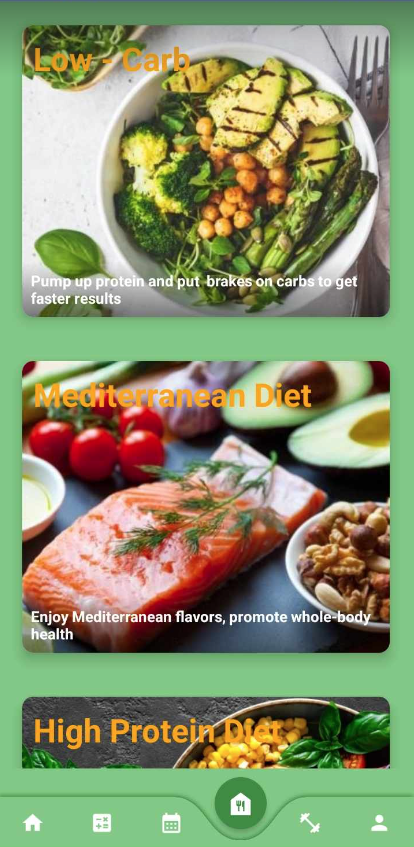 Low - Carb
Pump up protein and put brakes on carbs to get
faster results
Mediterranean Diet
Enjoy Mediterranean flavors, promote whole-body
health
High Protein Diet